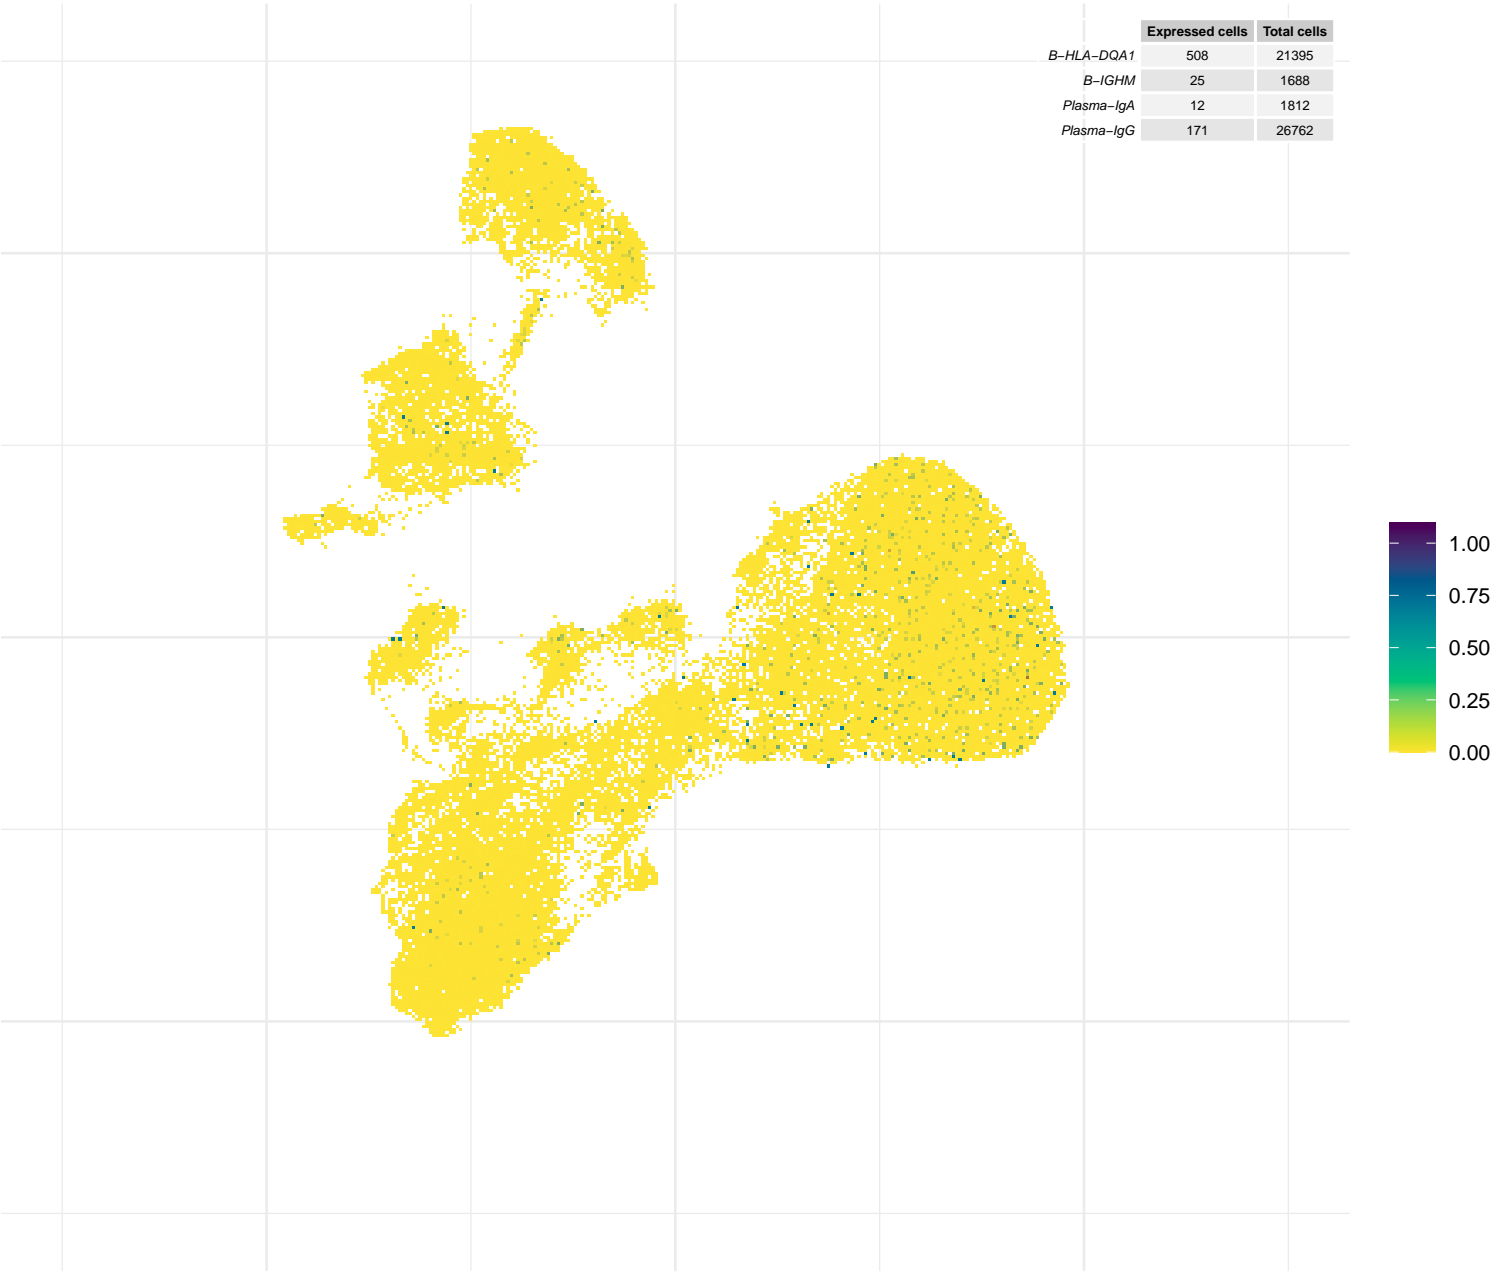 Expressed cells Total cells
B−HLA−DQA1 508 21395
B−IGHM 25 1688
Plasma−IgA 12 1812
Plasma−IgG 171 26762
1.00
0.75
0.50
0.25
0.00